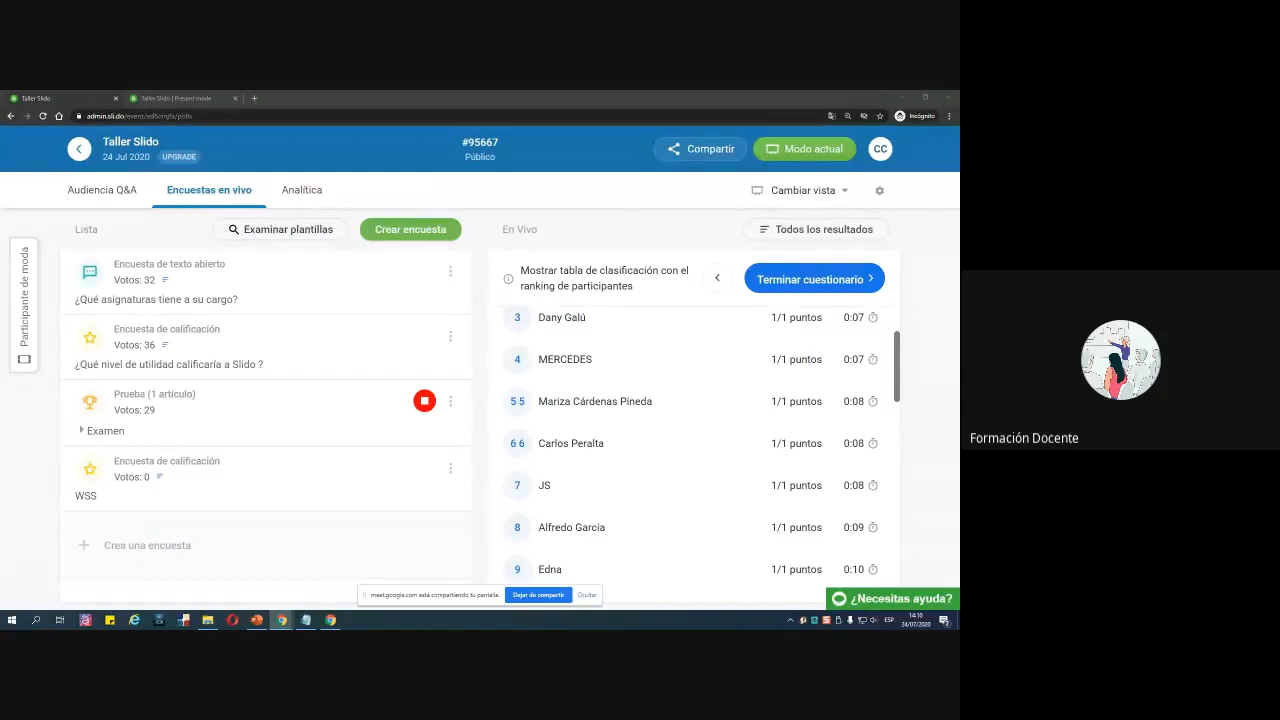 Taller Slido
Taller Slido | Present mode
admin.sli.do/event/ed6cmjfa/polls
Incógnito
Taller Slido
24 Jul 2020 UPGRADE
#95667
Público
Compartir
Modo actual
CC
Audiencia Q&A
Encuestas en vivo
Analítica
Cambiar vista
Participante de moda
Lista
Examinar plantillas
Crear encuesta
Encuesta de texto abierto
Votos: 32
¿Qué asignaturas tiene a su cargo?
Encuesta de calificación
Votos: 36
¿Qué nivel de utilidad calificaría a Slido ?
Prueba (1 artículo)
Votos: 29
Examen
Encuesta de calificación
Votos: 0
WSS
Crea una encuesta
En Vivo
Todos los resultados
Mostrar tabla de clasificación con el
ranking de participantes
Terminar cuestionario
3 Dany Galú 1/1 puntos 0:07
4 MERCEDES 1/1 puntos 0:07
5 5 Mariza Cárdenas Pineda 1/1 puntos 0:08
6 6 Carlos Peralta 1/1 puntos 0:08
7 JS 1/1 puntos 0:08
8 Alfredo García 1/1 puntos 0:09
9 Edna 1/1 puntos 0:10
meet.google.com está compartiendo tu pantalla.
Dejar de compartir
Ocultar
¿Necesitas ayuda?
ESP
14:10
24/07/2020
Formación Docente